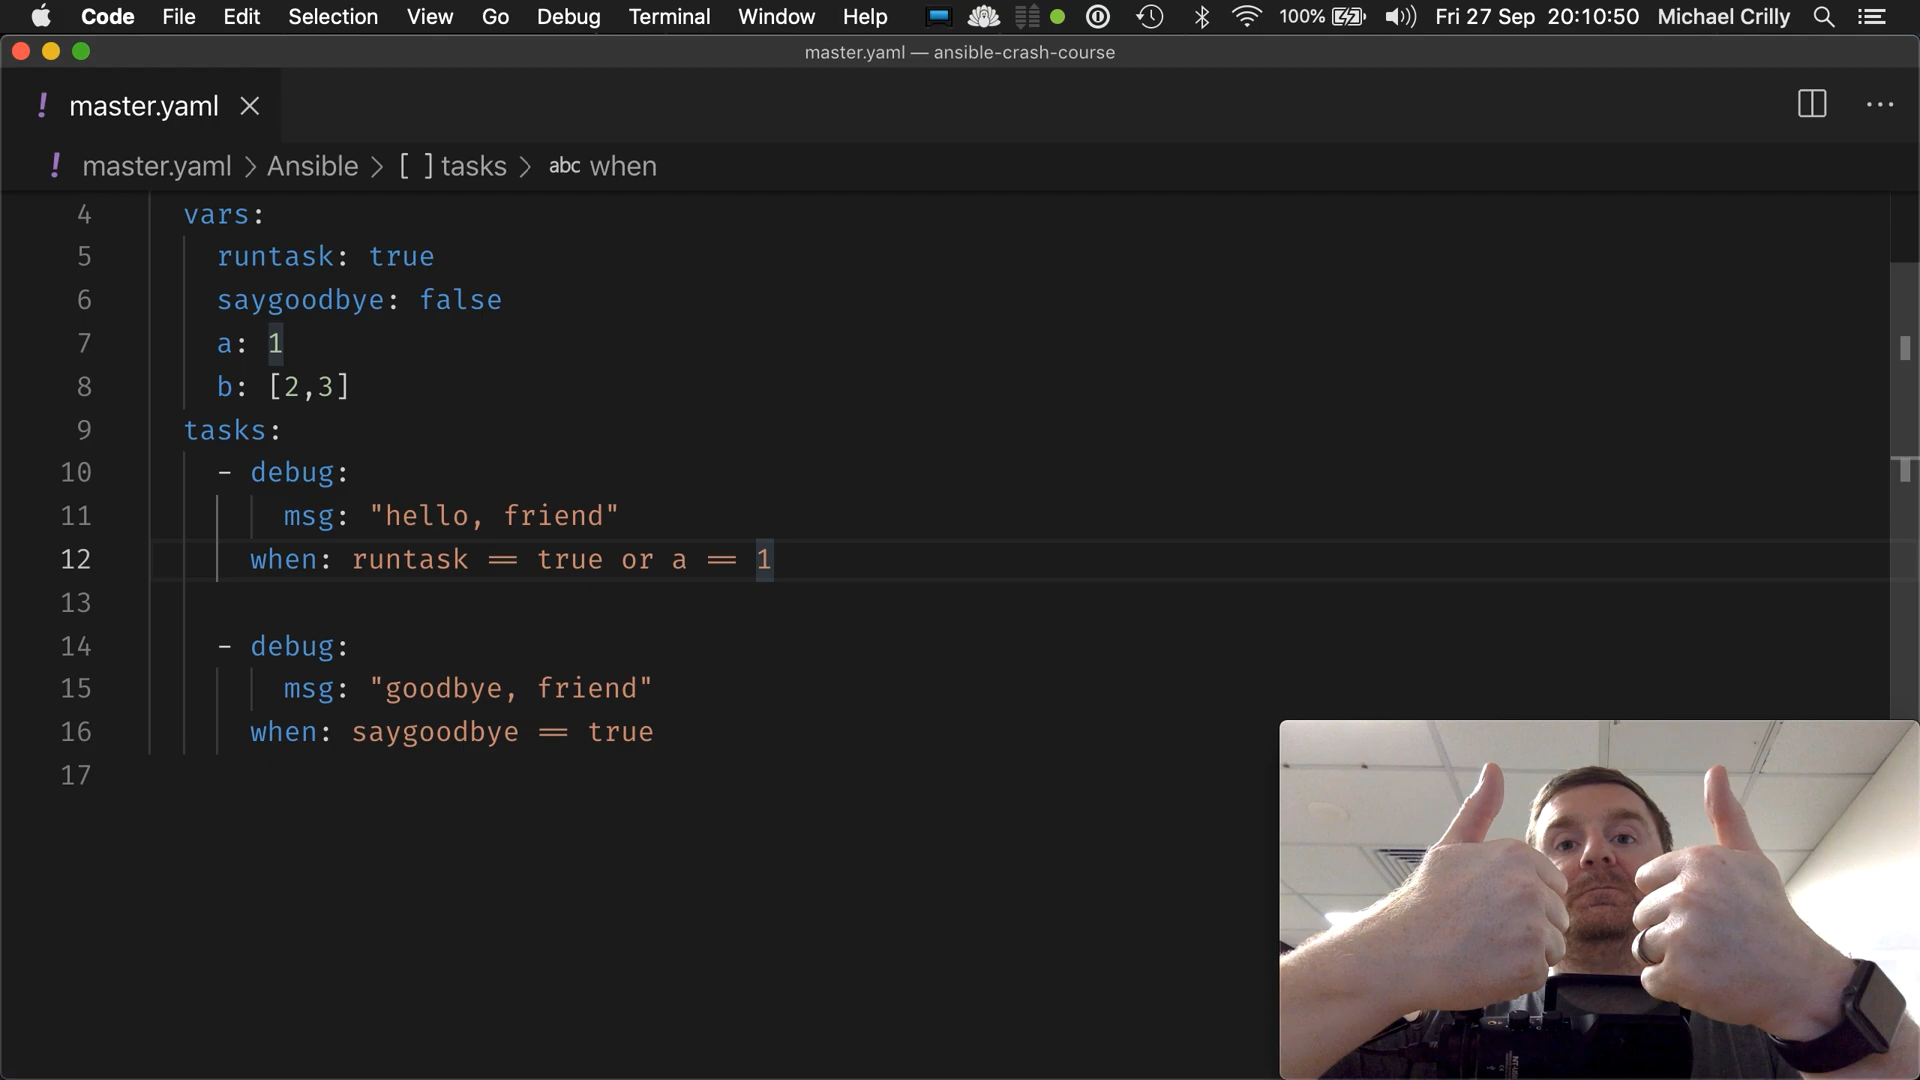 Code File Edit Selection View Go Debug Terminal Window Help 100% Fri 27 Sep 20:10:50 Michael Crilly
master.yaml — ansible-crash-course
! master.yaml
! master.yaml > Ansible > [ ] tasks > abc when
4 vars:
5 runtask: true
6 saygoodbye: false
7 a: 1
8 b: [2,3]
9 tasks:
10 - debug:
11 msg: "hello, friend"
12 when: runtask == true or a == 1
13
14 - debug:
15 msg: "goodbye, friend"
16 when: saygoodbye == true
17